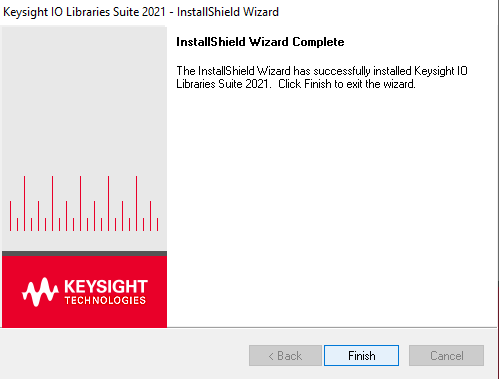 Keysight IO Libraries Suite 2021 - InstallShield Wizard
InstallShield Wizard Complete
The InstallShield Wizard has successfully installed Keysight IO
Libraries Suite 2021.  Click Finish to exit the wizard.
KEYSIGHT
TECHNOLOGIES
< Back
Finish
Cancel